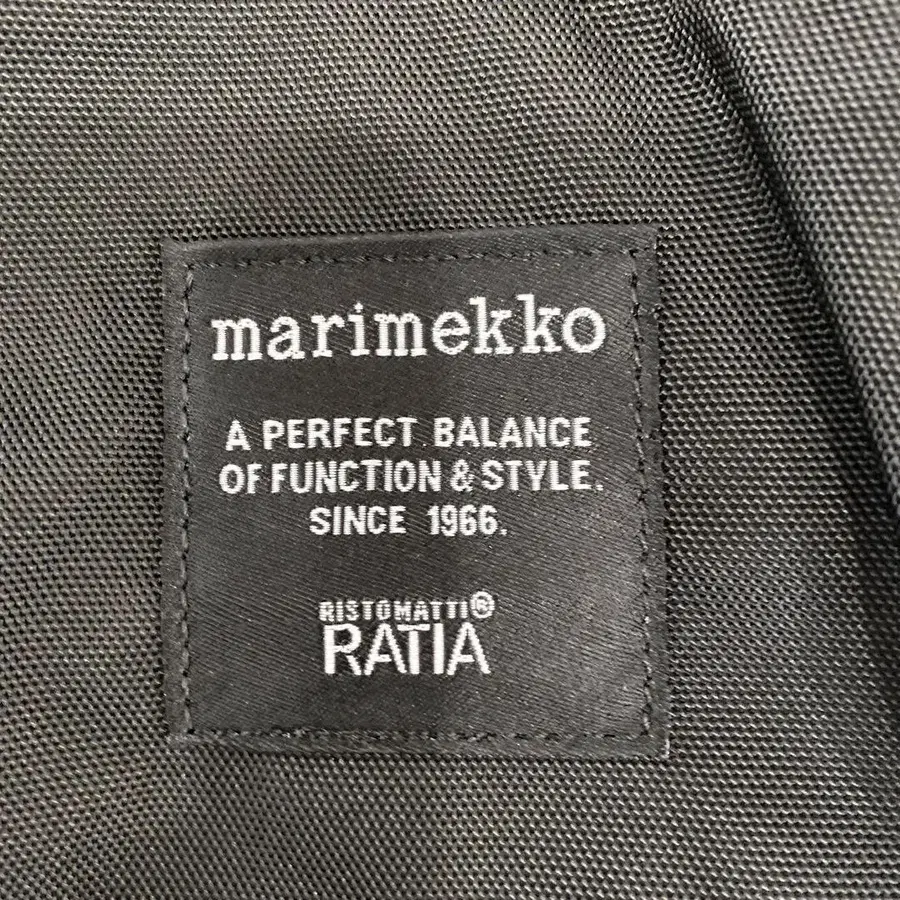 marimekko
A PERFECT BALANCE
OF FUNCTION & STYLE.
SINCE 1966.
RISTOMATTI®
RATIA